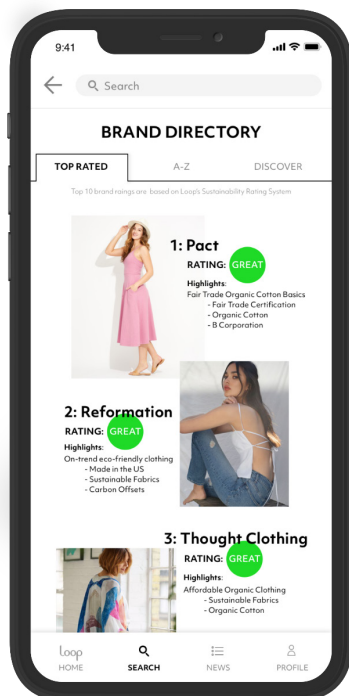 9:41
Search
BRAND DIRECTORY
TOP RATED
A-Z
DISCOVER
Top 10 brand raings are based on Loop's Sustainability Rating System
1: Pact
RATING: GREAT
Highlights:
Fair Trade Organic Cotton Basics
- Fair Trade Certification
- Organic Cotton
- B Corporation
2: Reformation
RATING: GREAT
Highlights:
On-trend eco-friendly clothing
- Made in the US
- Sustainable Fabrics
- Carbon Offsets
3: Thought Clothing
RATING: GREAT
Highlights:
Affordable Organic Clothing
- Sustainable Fabrics
- Organic Cotton
Loop
HOME
SEARCH
NEWS
PROFILE